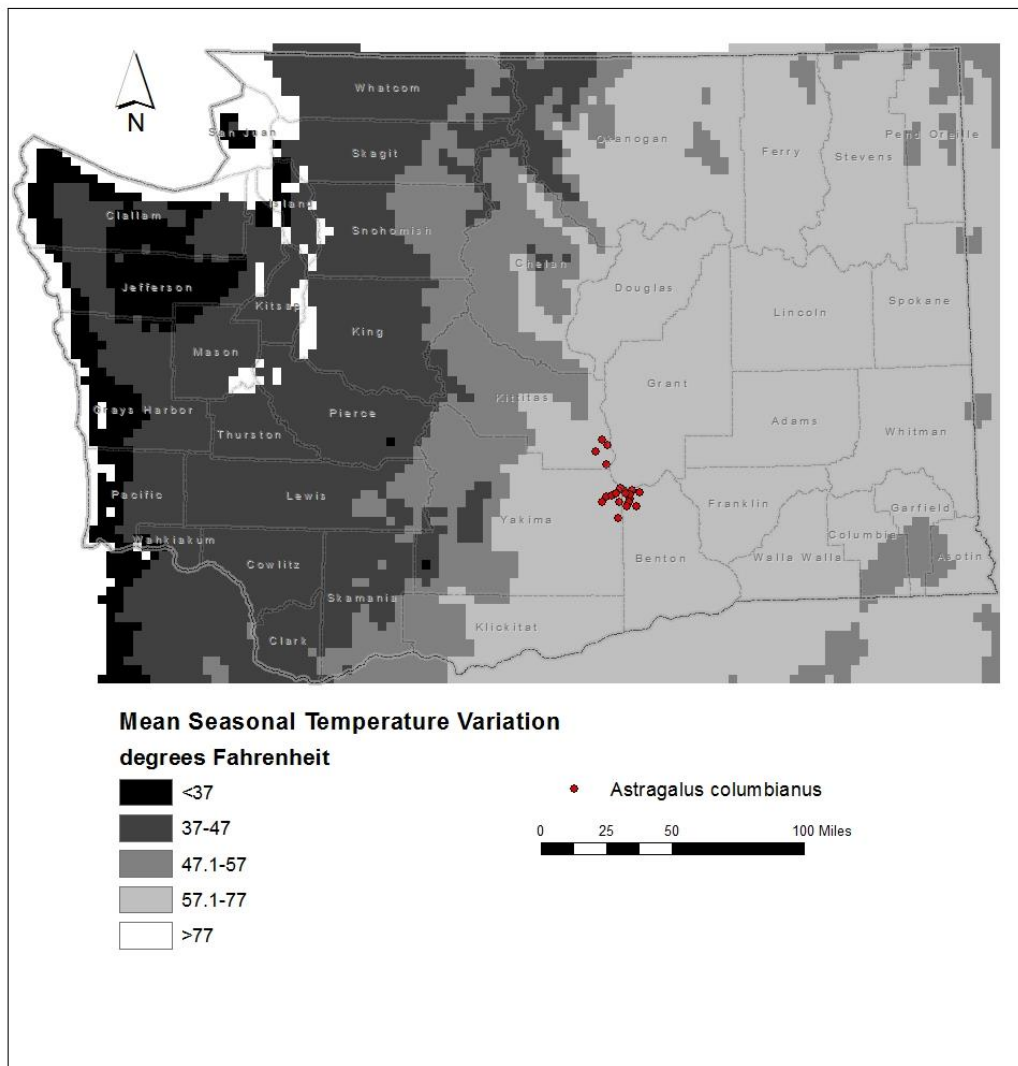 N
Whatcom
San Juan
Okanogan
Ferry
Stevens
Pend Oreille
Skagit
Island
Clallam
Snohomish
Chelan
Jefferson
Kitsap
Douglas
Lincoln
Spokane
King
Mason
Grant
Kittitas
Grays Harbor
Pierce
Adams
Whitman
Thurston
Pacific
Lewis
Yakima
Franklin
Garfield
Columbia
Wahkiakum
Benton
Walla Walla
Asotin
Cowlitz
Skamania
Klickitat
Clark
Mean Seasonal Temperature Variation
degrees Fahrenheit
<37
37-47
47.1-57
57.1-77
>77
Astragalus columbianus
0 25 50 100 Miles